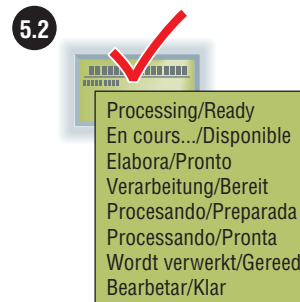 5.2
Processing/Ready
En cours.../Disponible
Elabora/Pronto
Verarbeitung/Bereit
Procesando/Preparada
Processando/Pronta
Wordt verwerkt/Gereed
Bearbetar/Klar